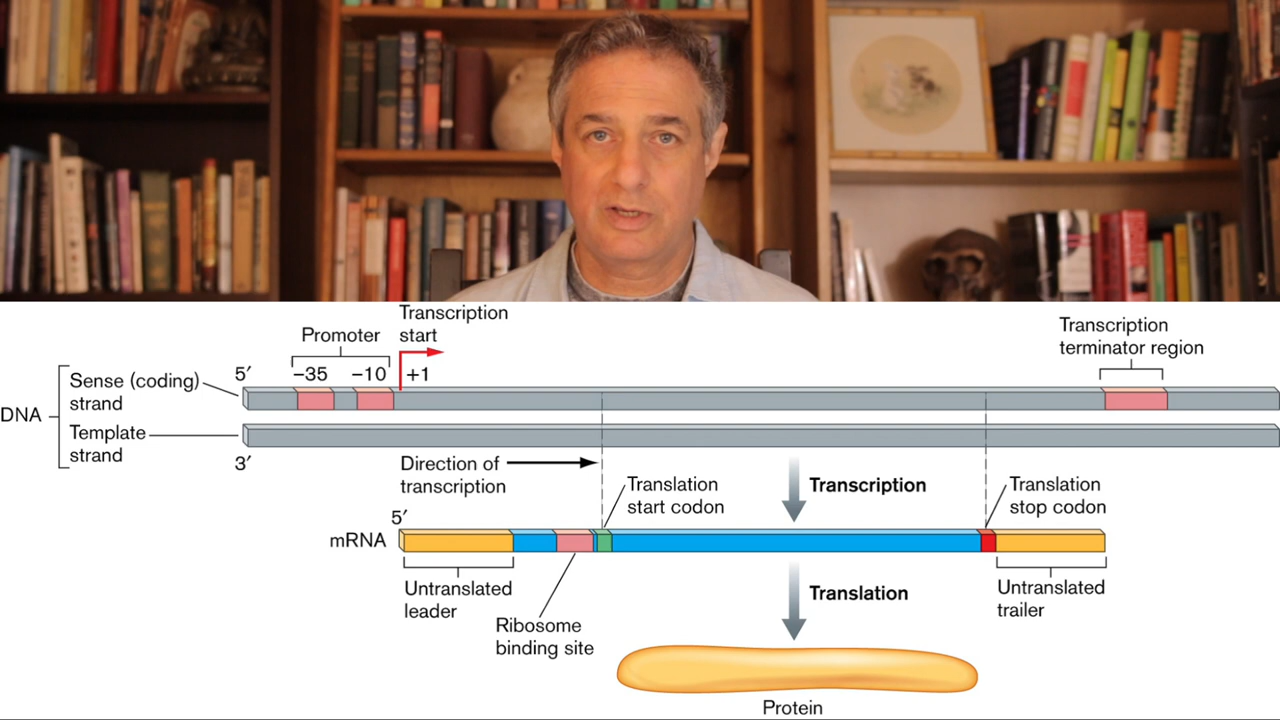 Transcription
start
Promoter
−35
−10
+1
Transcription
terminator region
5′
Sense (coding)
strand
DNA
Template
strand
3′
Direction of
transcription
Translation
start codon
Transcription
Translation
stop codon
5′
mRNA
Untranslated
leader
Translation
Untranslated
trailer
Ribosome
binding site
Protein